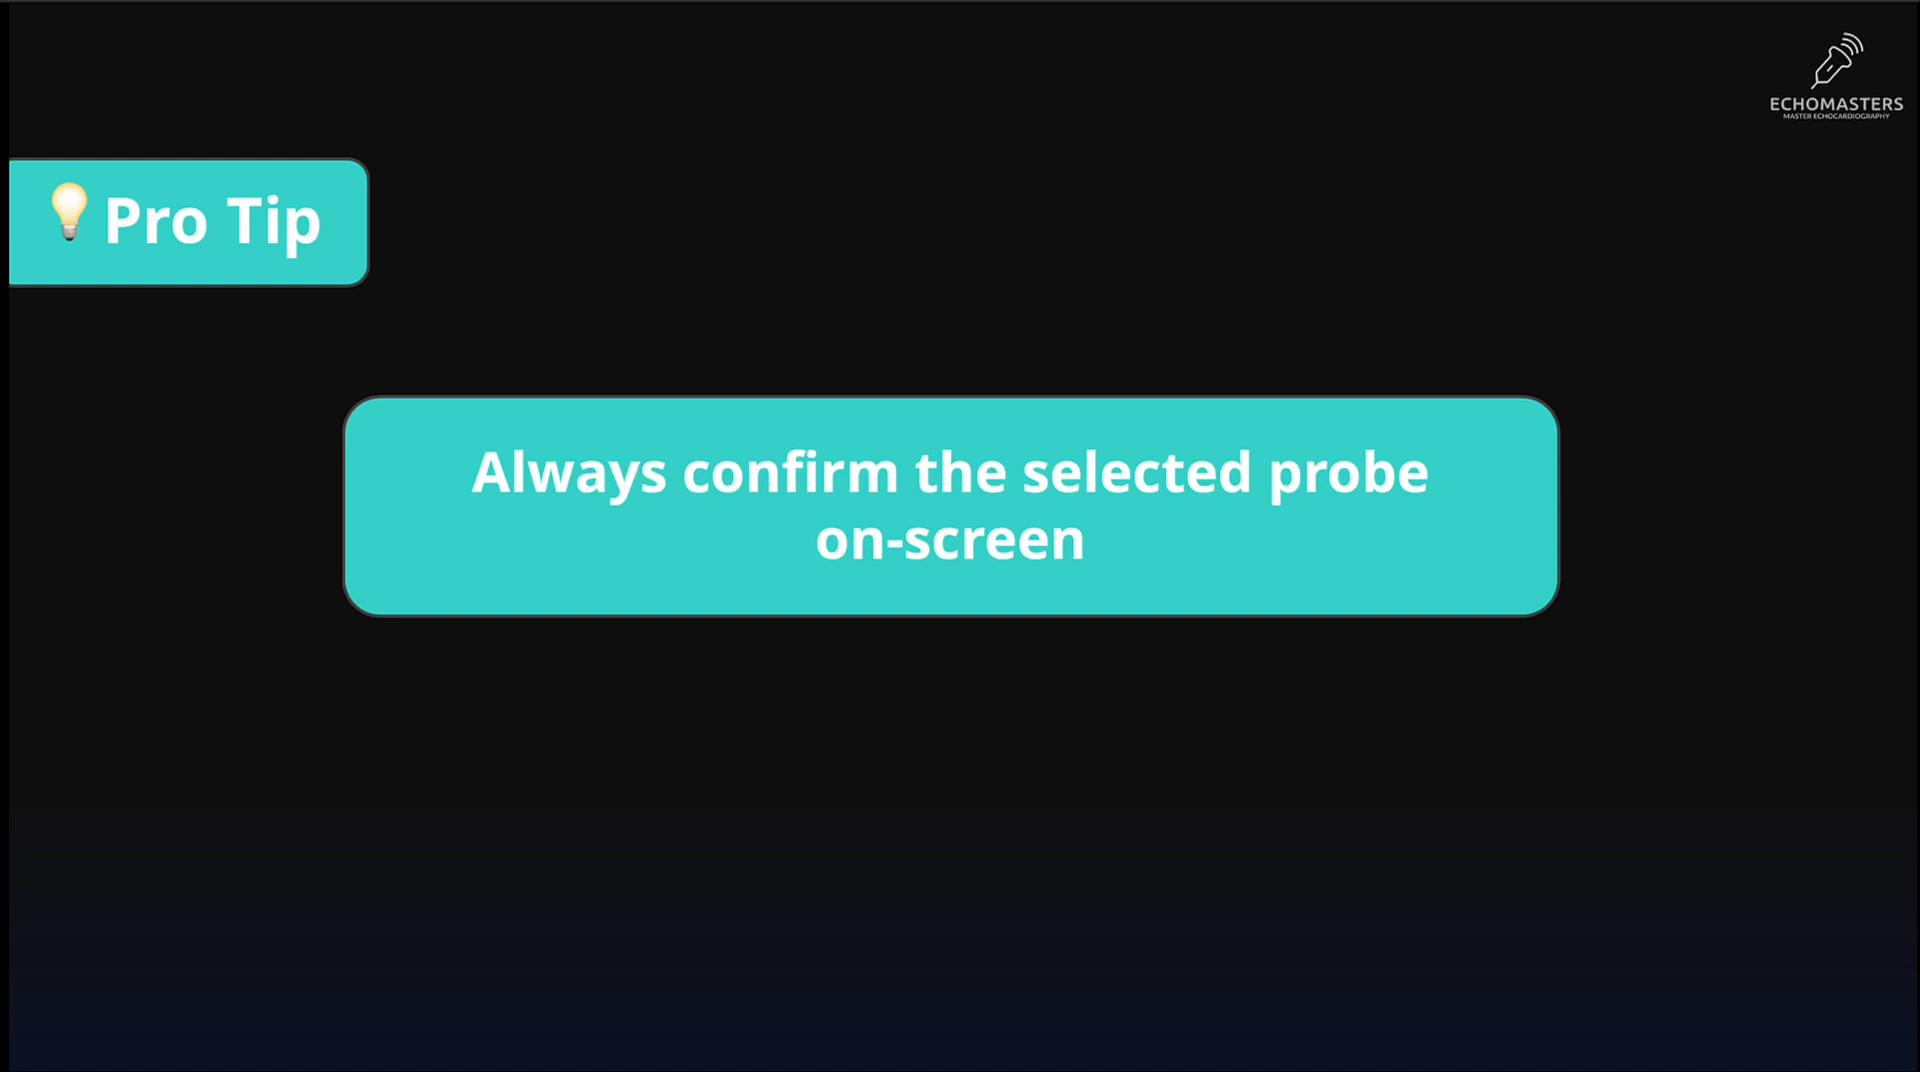 ECHOMASTERS
MASTER ECHOCARDIOGRAPHY
Pro Tip
Always confirm the selected probe
on-screen